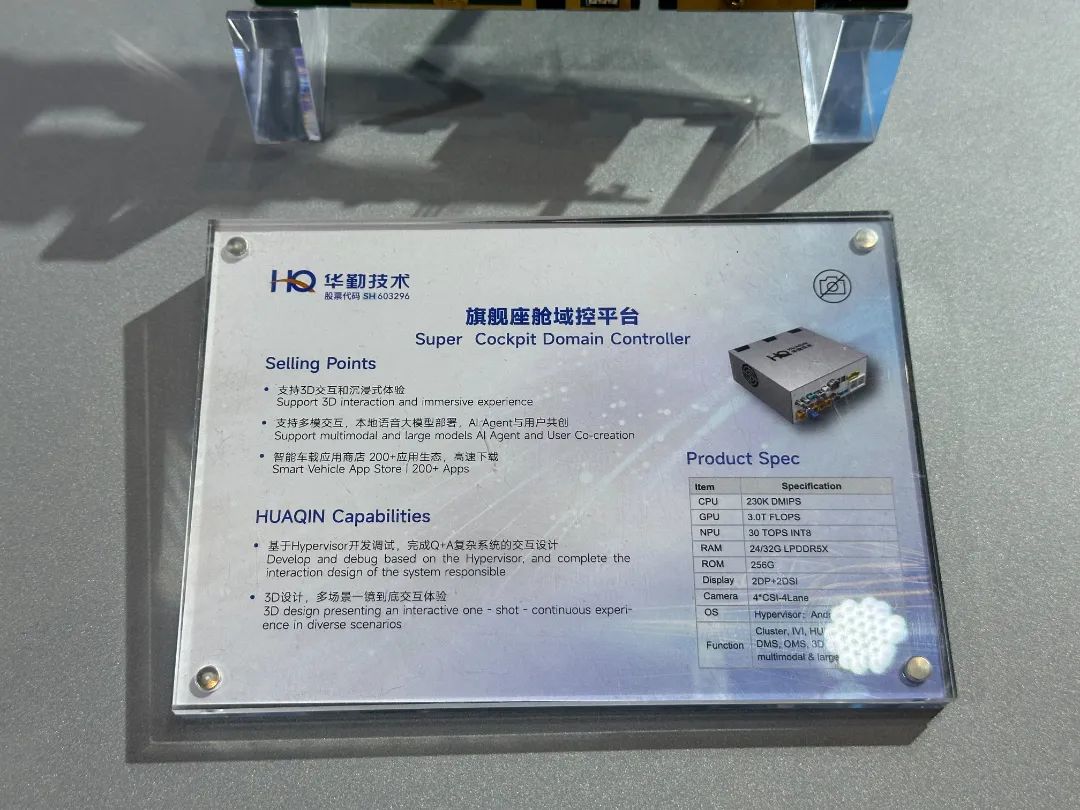 HQ 华勤技术
股票代码 SH 603296
旗舰座舱域控平台
Super Cockpit Domain Controller
Selling Points
• 支持3D交互和沉浸式体验
Support 3D interaction and immersive experience
• 支持多模交互，本地语音大模型部署，AI Agent与用户共创
Support multimodal and large models AI Agent and User Co-creation
• 智能车载应用商店 200+应用生态，高速下载
Smart Vehicle App Store | 200+ Apps
HUAQIN Capabilities
• 基于Hypervisor开发调试，完成Q+A复杂系统的交互设计
Develop and debug based on the Hypervisor, and complete the
interaction design of the system responsible
• 3D设计，多场景一镜到底交互体验
3D design presenting an interactive one - shot - continuous experi-
ence in diverse scenarios
HQ
Product Spec
Item Specification
CPU 230K DMIPS
GPU 3.0T FLOPS
NPU 30 TOPS INT8
RAM 24/32G LPDDR5X
ROM 256G
Display 2DP+2DSI
Camera 4*CSI-4Lane
OS Hypervisor:
Function Cluster, IVI,
DMS, OMS, 3D
multimodal &